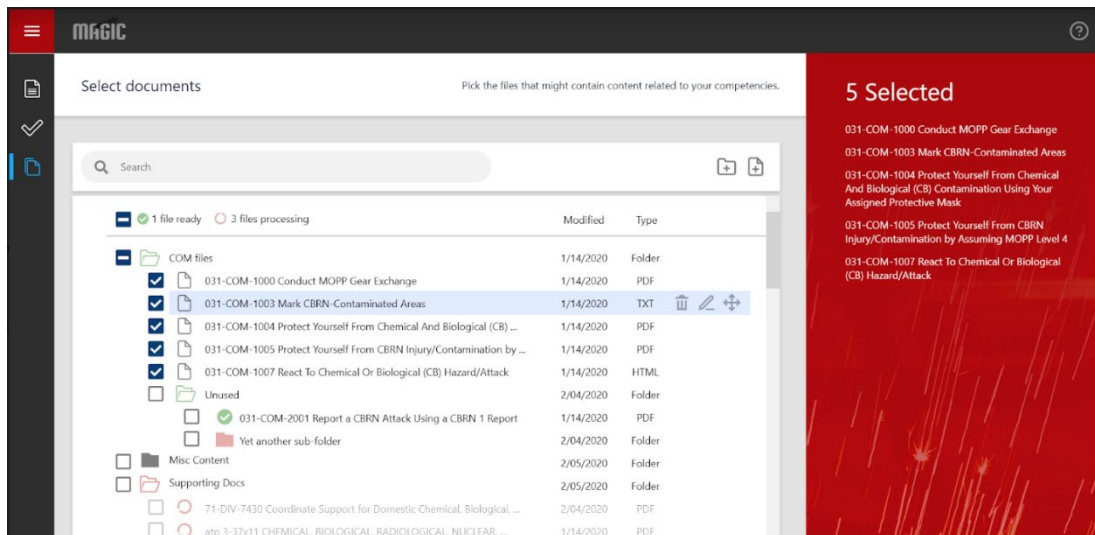 MAGIC
Select documents
Pick the files that might contain content related to your competencies.
Search
1 file ready 3 files processing Modified Type
COM files 1/14/2020 Folder
031-COM-1000 Conduct MOPP Gear Exchange 1/14/2020 PDF
031-COM-1003 Mark CBRN-Contaminated Areas 1/14/2020 TXT
031-COM-1004 Protect Yourself From Chemical And Biological (CB) ... 1/14/2020 PDF
031-COM-1005 Protect Yourself From CBRN Injury/Contamination by ... 1/14/2020 PDF
031-COM-1007 React To Chemical Or Biological (CB) Hazard/Attack 1/14/2020 HTML
Unused 2/04/2020 Folder
031-COM-2001 Report a CBRN Attack Using a CBRN 1 Report 1/14/2020 PDF
Yet another sub-folder 2/04/2020 Folder
Misc Content 2/05/2020 Folder
Supporting Docs 2/05/2020 Folder
71-DIV-7430 Coordinate Support for Domestic Chemical, Biological, ... 2/04/2020 PDF
atp 3-37x11 CHEMICAL, BIOLOGICAL, RADIOLOGICAL, NUCLEAR, ... 1/14/2020 PDF
5 Selected
031-COM-1000 Conduct MOPP Gear Exchange
031-COM-1003 Mark CBRN-Contaminated Areas
031-COM-1004 Protect Yourself From Chemical
And Biological (CB) Contamination Using Your
Assigned Protective Mask
031-COM-1005 Protect Yourself From CBRN
Injury/Contamination by Assuming MOPP Level 4
031-COM-1007 React To Chemical Or Biological
(CB) Hazard/Attack